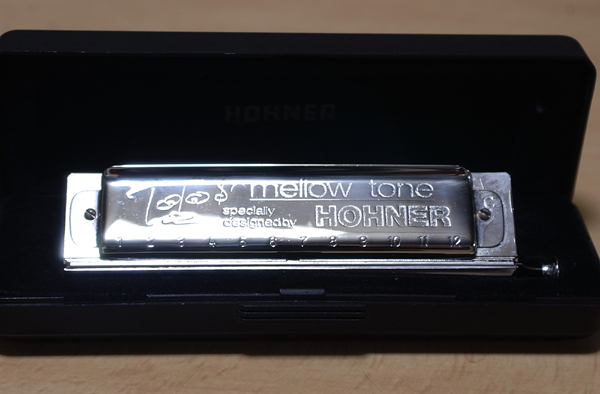 HOHNER
mellow tone
specially
designed by HOHNER
1 2 3 4 5 6 7 8 9 10 11 12
C